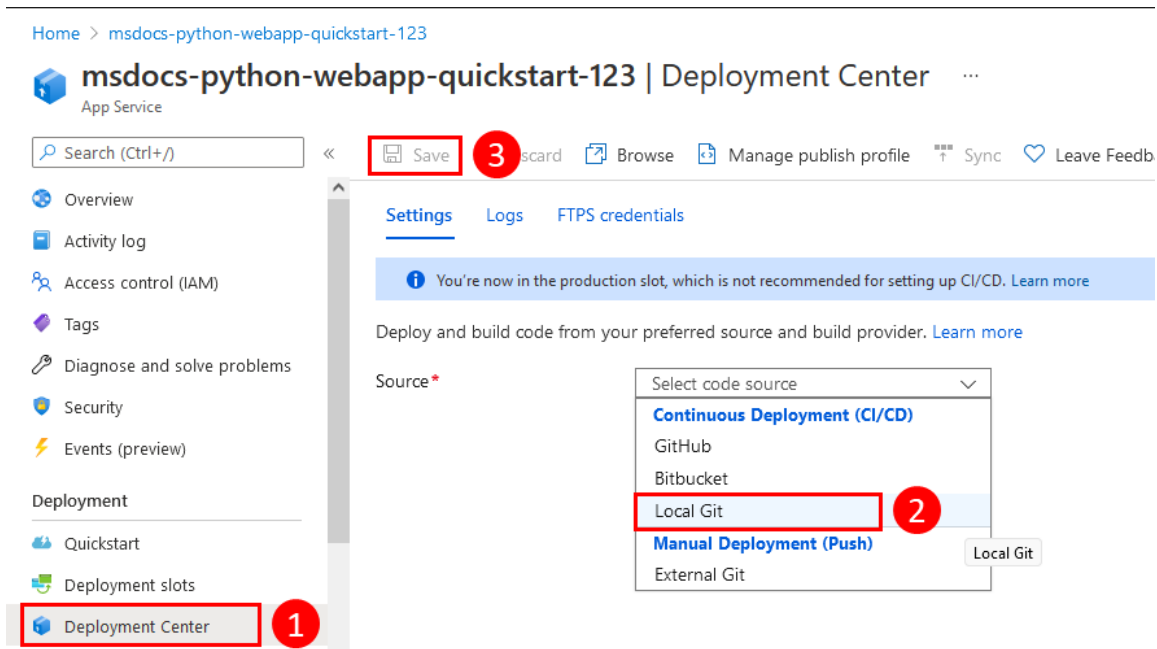 Home > msdocs-python-webapp-quickstart-123
msdocs-python-webapp-quickstart-123 | Deployment Center ...
App Service
Search (Ctrl+/) «
Save 3 scard Browse Manage publish profile Sync Leave Feedba
Overview
Activity log
Access control (IAM)
Tags
Diagnose and solve problems
Security
Events (preview)
Deployment
Quickstart
Deployment slots
Deployment Center 1
Settings Logs FTPS credentials
You're now in the production slot, which is not recommended for setting up CI/CD. Learn more
Deploy and build code from your preferred source and build provider. Learn more
Source* Select code source
Continuous Deployment (CI/CD)
GitHub
Bitbucket
Local Git 2
Manual Deployment (Push)
Local Git
External Git